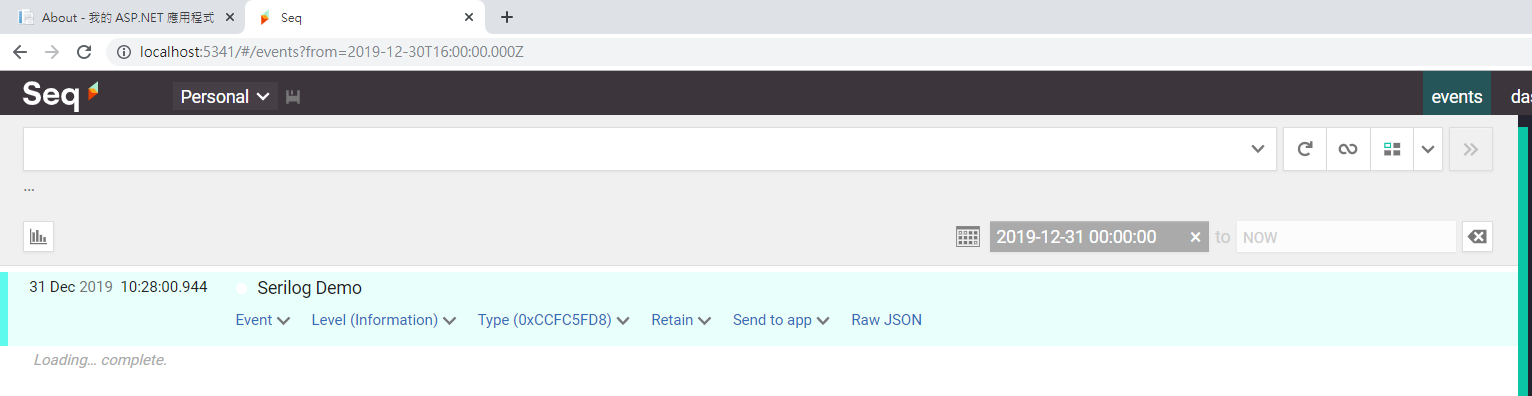 About - 我的 ASP.NET 應用程式
Seq
localhost:5341/#/events?from=2019-12-30T16:00:00.000Z
Seq
Personal
events
das
...
2019-12-31 00:00:00
to
NOW
31 Dec 2019 10:28:00.944
Serilog Demo
Event
Level (Information)
Type (0xCCFC5FD8)
Retain
Send to app
Raw JSON
Loading... complete.